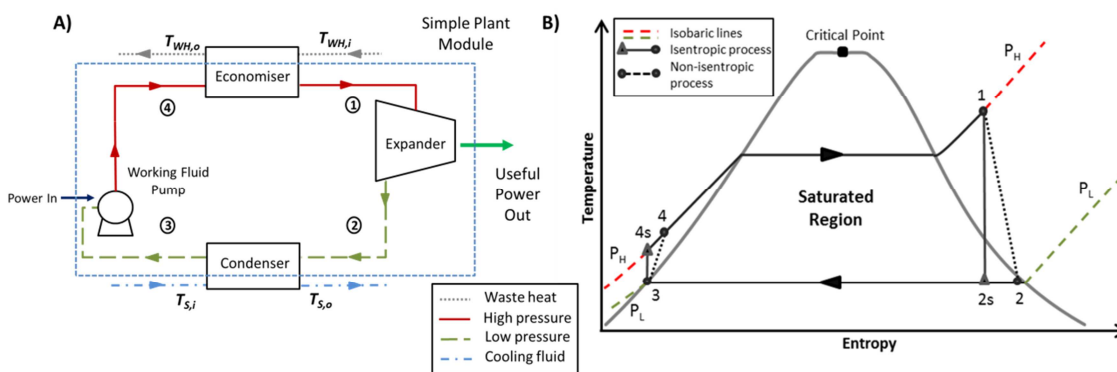 A)
T_WH,o
T_WH,i
Simple Plant
Module
Economiser
④
①
Expander
Working Fluid
Pump
Power In
Useful
Power
Out
③
②
Condenser
T_S,i
T_S,o
Waste heat
High pressure
Low pressure
Cooling fluid
B)
Isobaric lines
Isentropic process
Non-isentropic
process
Critical Point
P_H
1
Temperature
Saturated
Region
P_L
4s
4
P_H
3
P_L
2s
2
Entropy